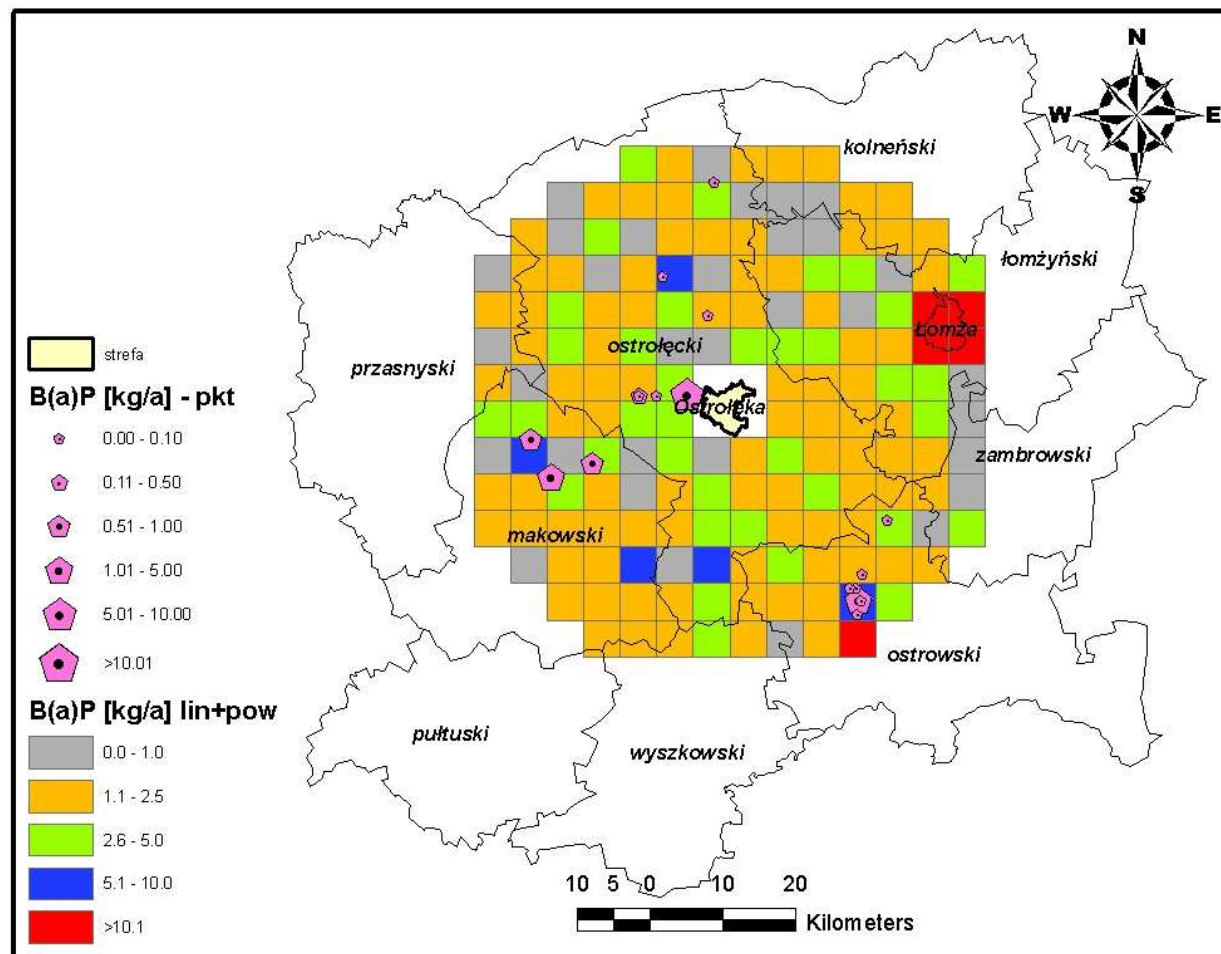 N
W E
S
kolneński
łomżyński
Łomża
ostrołęcki
przasnyski
Ostrołęka
zambrowski
makowski
ostrowski
pułtuski
wyszkowski
strefa
B(a)P [kg/a] - pkt
0.00 - 0.10
0.11 - 0.50
0.51 - 1.00
1.01 - 5.00
5.01 - 10.00
>10.01
B(a)P [kg/a] lin+pow
0.0 - 1.0
1.1 - 2.5
2.6 - 5.0
5.1 - 10.0
>10.1
10 5 0 10 20
Kilometers